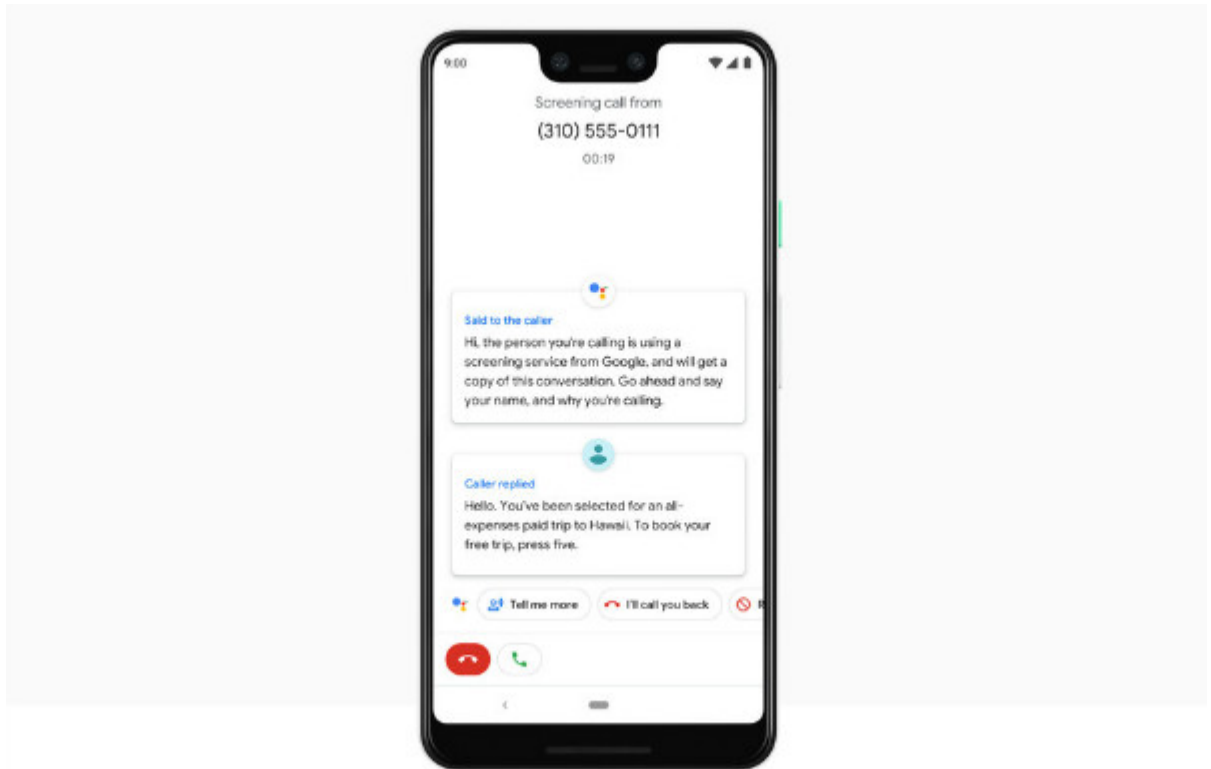 9:00
Screening call from
(310) 555-0111
00:19
Said to the caller
Hi, the person you're calling is using a
screening service from Google, and will get a
copy of this conversation. Go ahead and say
your name, and why you're calling.
Caller replied
Hello. You've been selected for an all-
expenses paid trip to Hawaii. To book your
free trip, press five.
Tell me more
I'll call you back